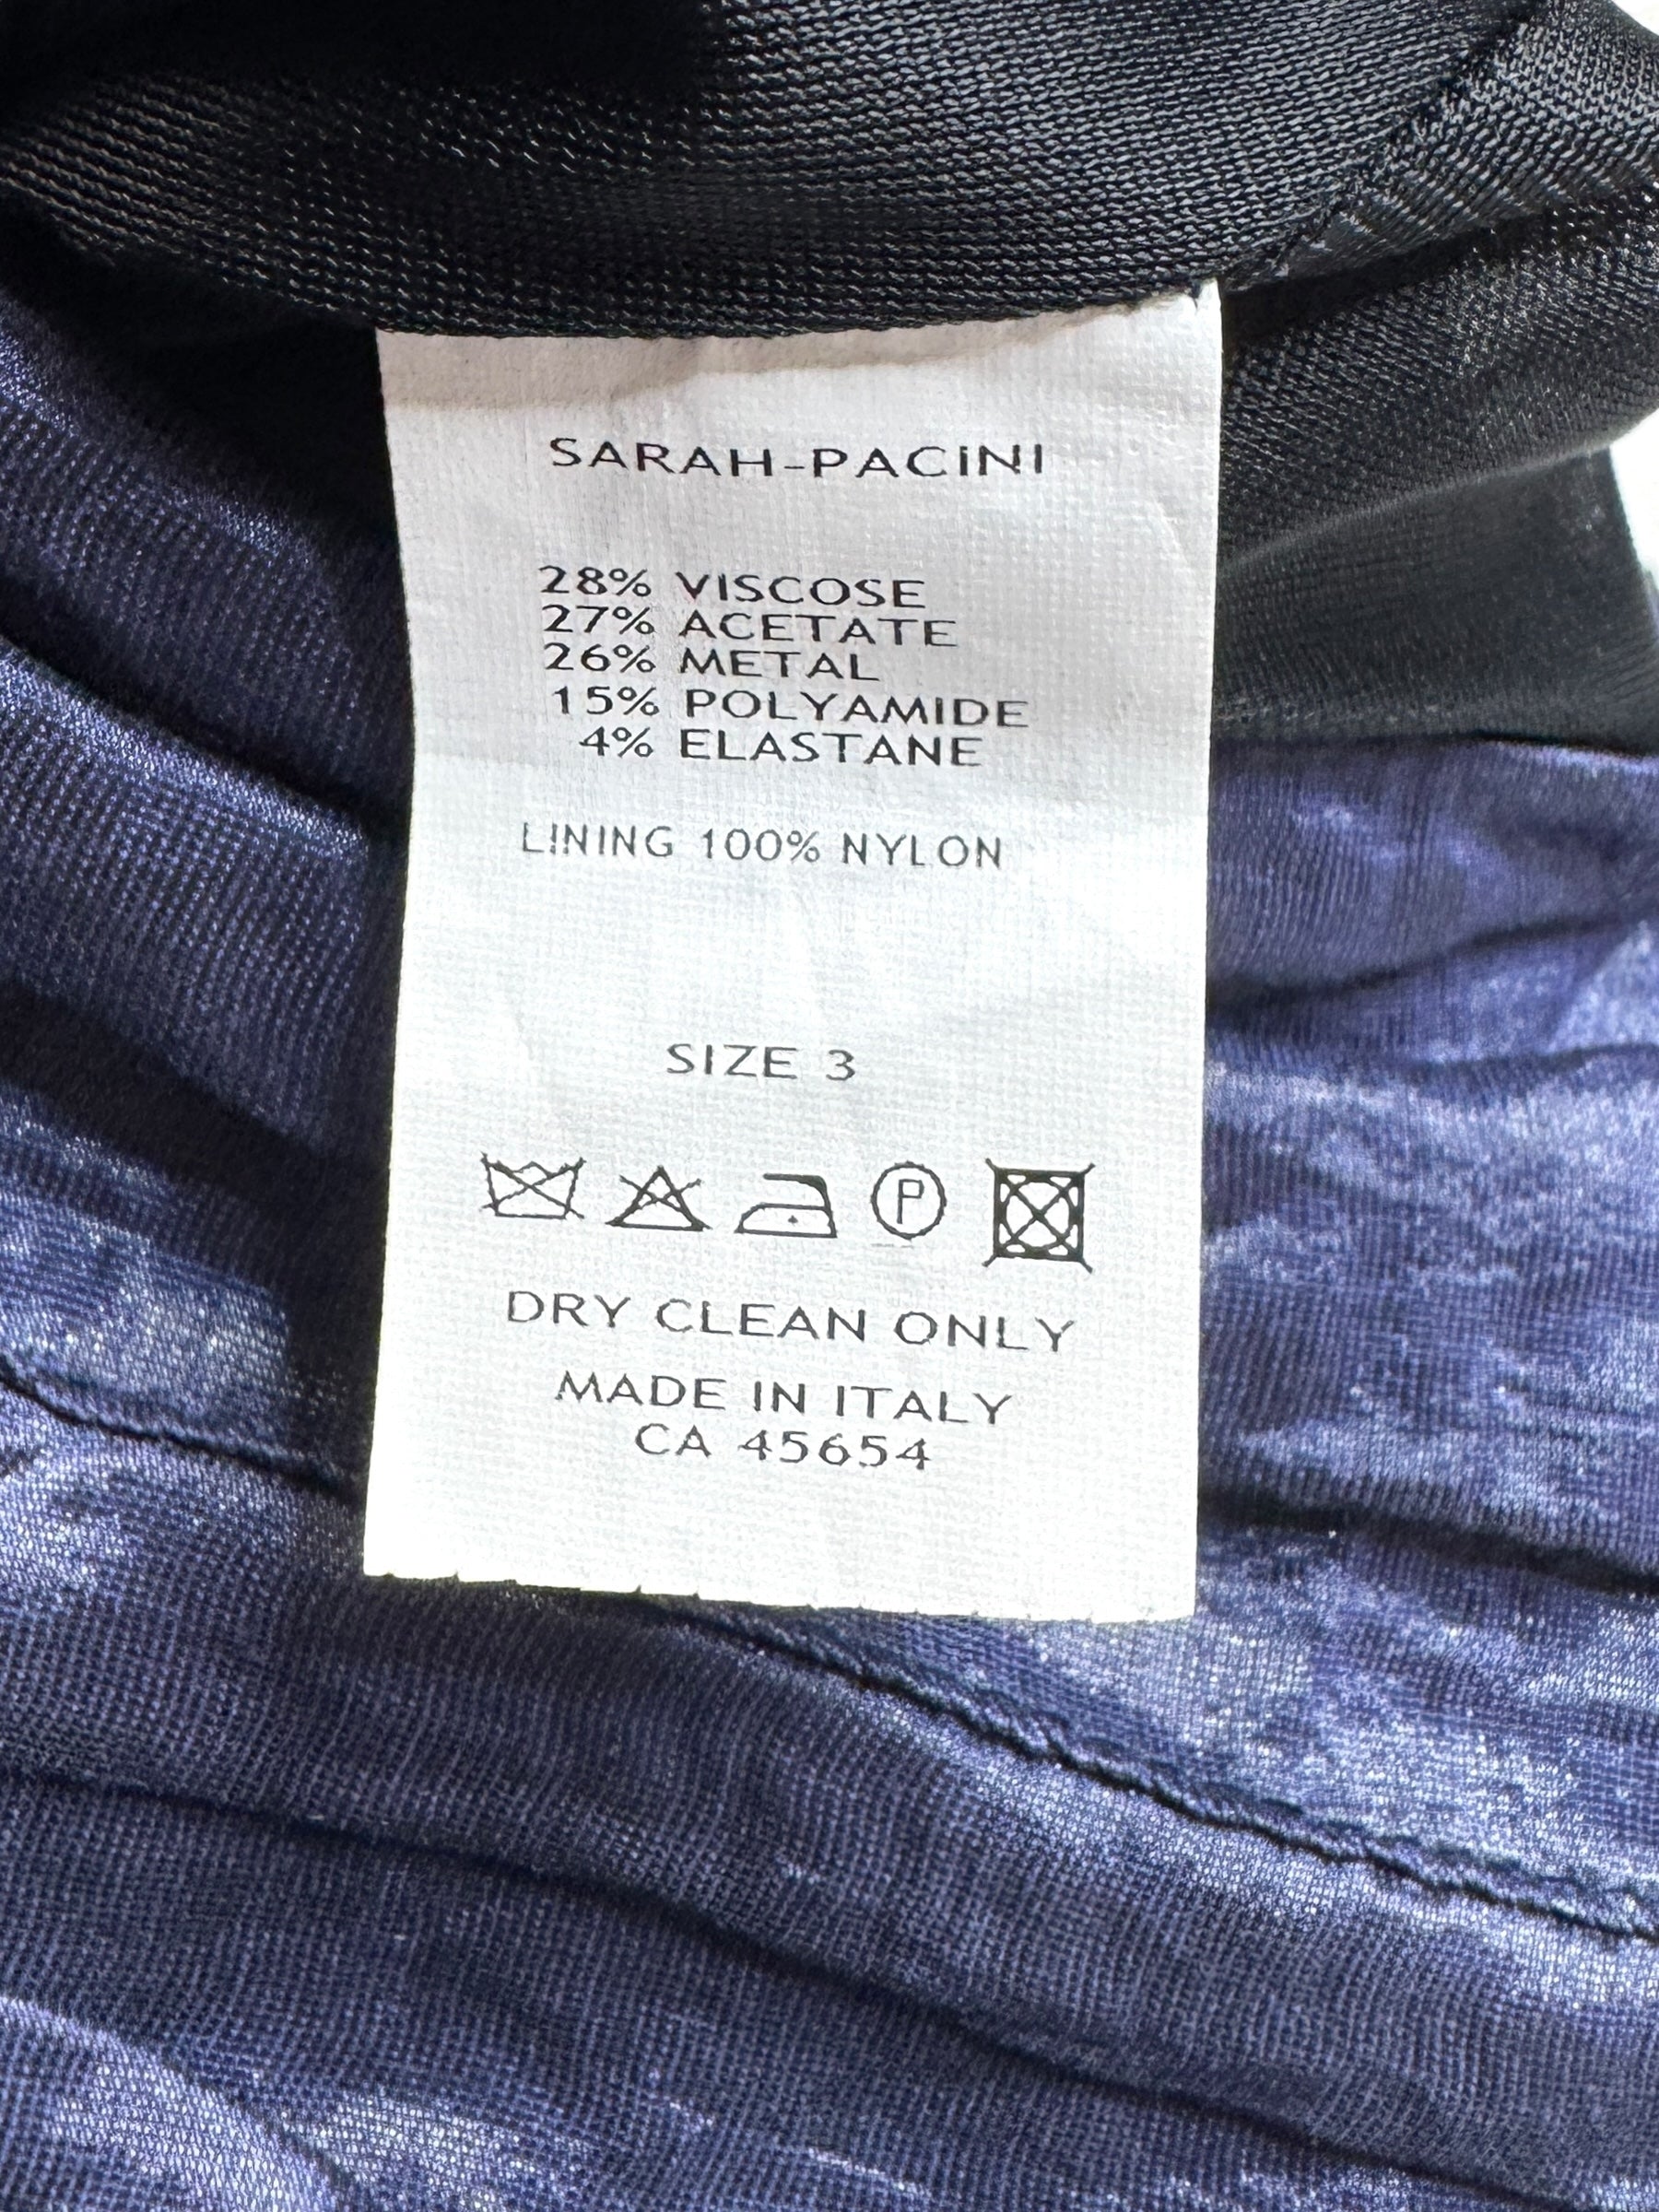 SARAH-PACINI
28% VISCOSE
27% ACETATE
26% METAL
15% POLYAMIDE
4% ELASTANE
LINING 100% NYLON
SIZE 3
P
DRY CLEAN ONLY
MADE IN ITALY
CA 45654